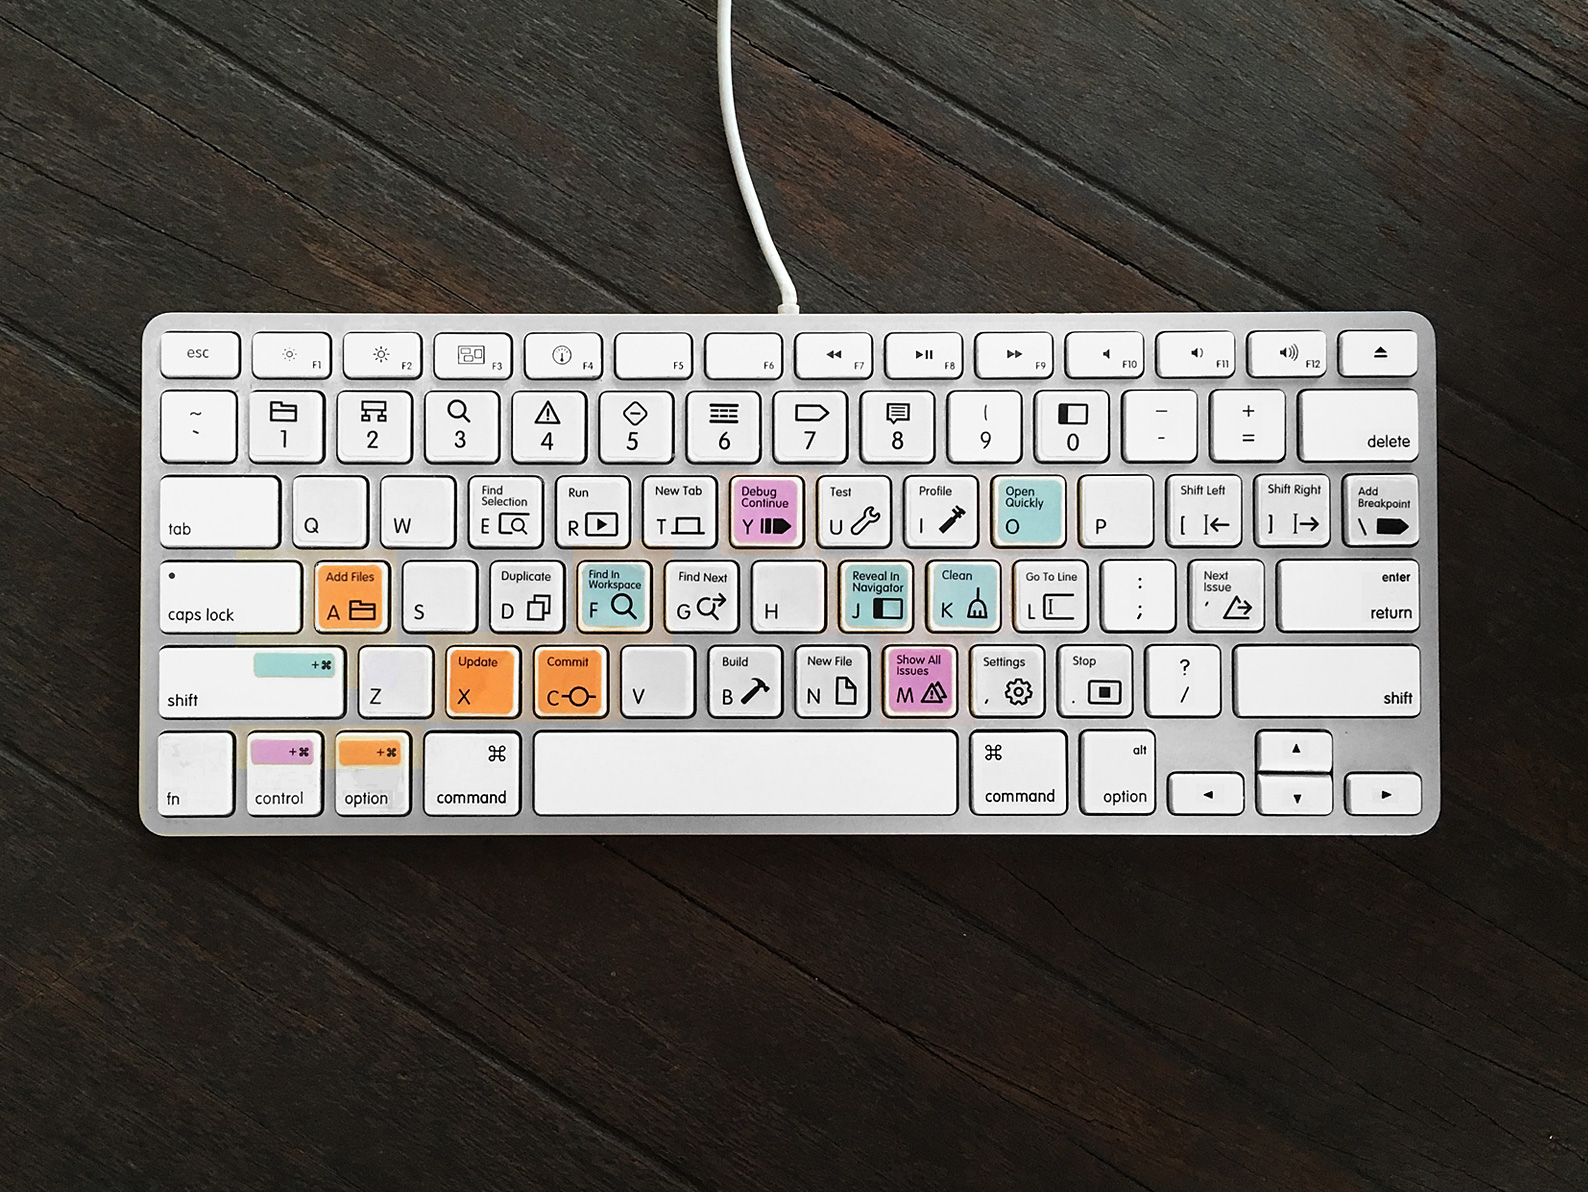 esc
F1
F2
F3
F4
F5
F6
F7
F8
F9
F10
F11
F12
~
`
1
2
3
4
5
6
7
8
(
9
0
–
-
+
=
delete
tab
Q
W
Find
Selection
E
Run
R
New Tab
T
Debug
Continue
Y
Test
U
Profile
I
Open
Quickly
O
P
Shift Left
[
Shift Right
]
Add
Breakpoint
\
caps lock
Add Files
A
S
Duplicate
D
Find In
Workspace
F
Find Next
G
H
Reveal In
Navigator
J
Clean
K
Go To Line
L
:
;
Next
Issue
'
enter
return
+⌘
shift
Z
Update
X
Commit
C
V
Build
B
New File
N
Show All
Issues
M
Settings
,
Stop
.
?
/
shift
fn
+⌘
control
+⌘
option
⌘
command
⌘
command
alt
option